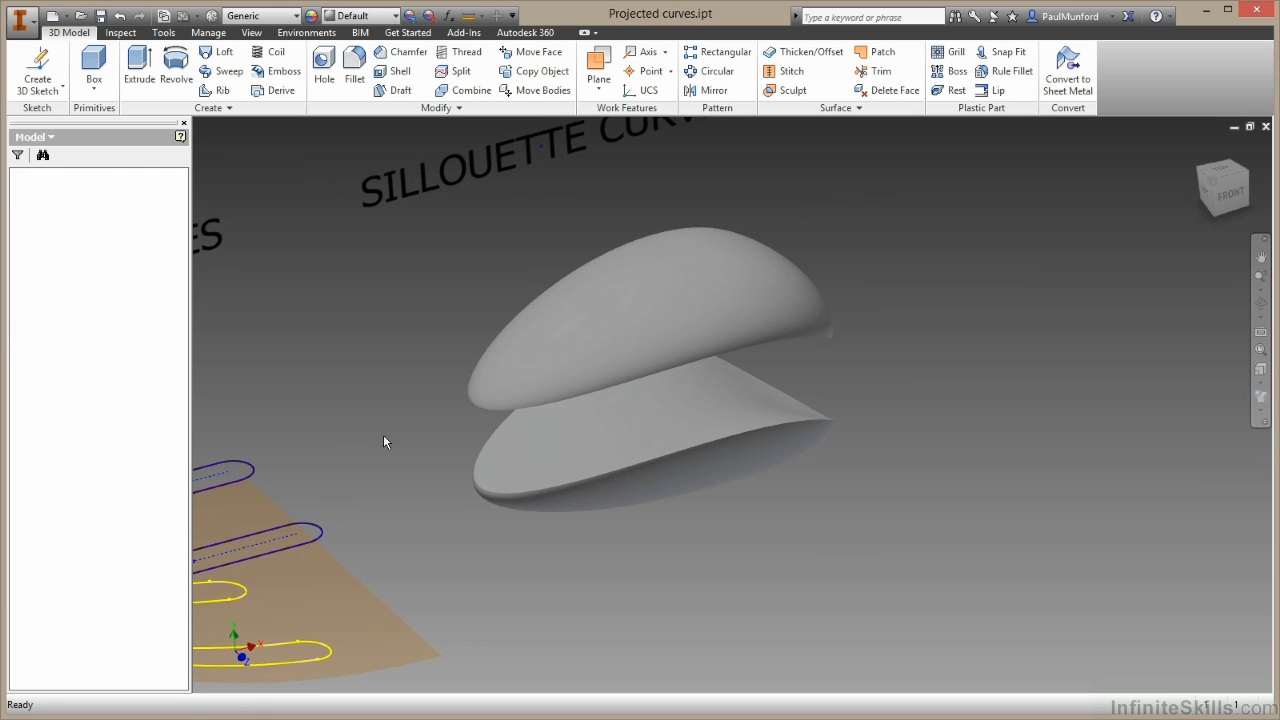 Generic
Default
Projected curves.ipt
Type a keyword or phrase
PaulMunford
3D Model
Inspect
Tools
Manage
View
Environments
BIM
Get Started
Add-Ins
Autodesk 360
Create
3D Sketch
Box
Extrude
Revolve
Loft
Sweep
Rib
Coil
Emboss
Derive
Hole
Fillet
Chamfer
Shell
Draft
Thread
Split
Combine
Move Face
Copy Object
Move Bodies
Plane
Axis
Point
UCS
Rectangular
Circular
Mirror
Thicken/Offset
Stitch
Sculpt
Patch
Trim
Delete Face
Grill
Boss
Rest
Snap Fit
Rule Fillet
Lip
Convert to
Sheet Metal
Sketch
Primitives
Create
Modify
Work Features
Pattern
Surface
Plastic Part
Convert
Model
SILLOUETTE CURV
ES
TOP
FRONT
Y
X
Z
Ready
1
1
InfiniteSkills.com